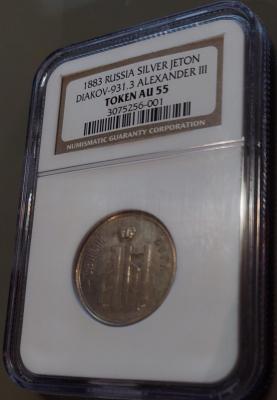 1883 RUSSIA SILVER JETON
DIAKOV-931.3 ALEXANDER III
TOKEN AU 55
3075256-001
NUMISMATIC GUARANTY CORPORATION